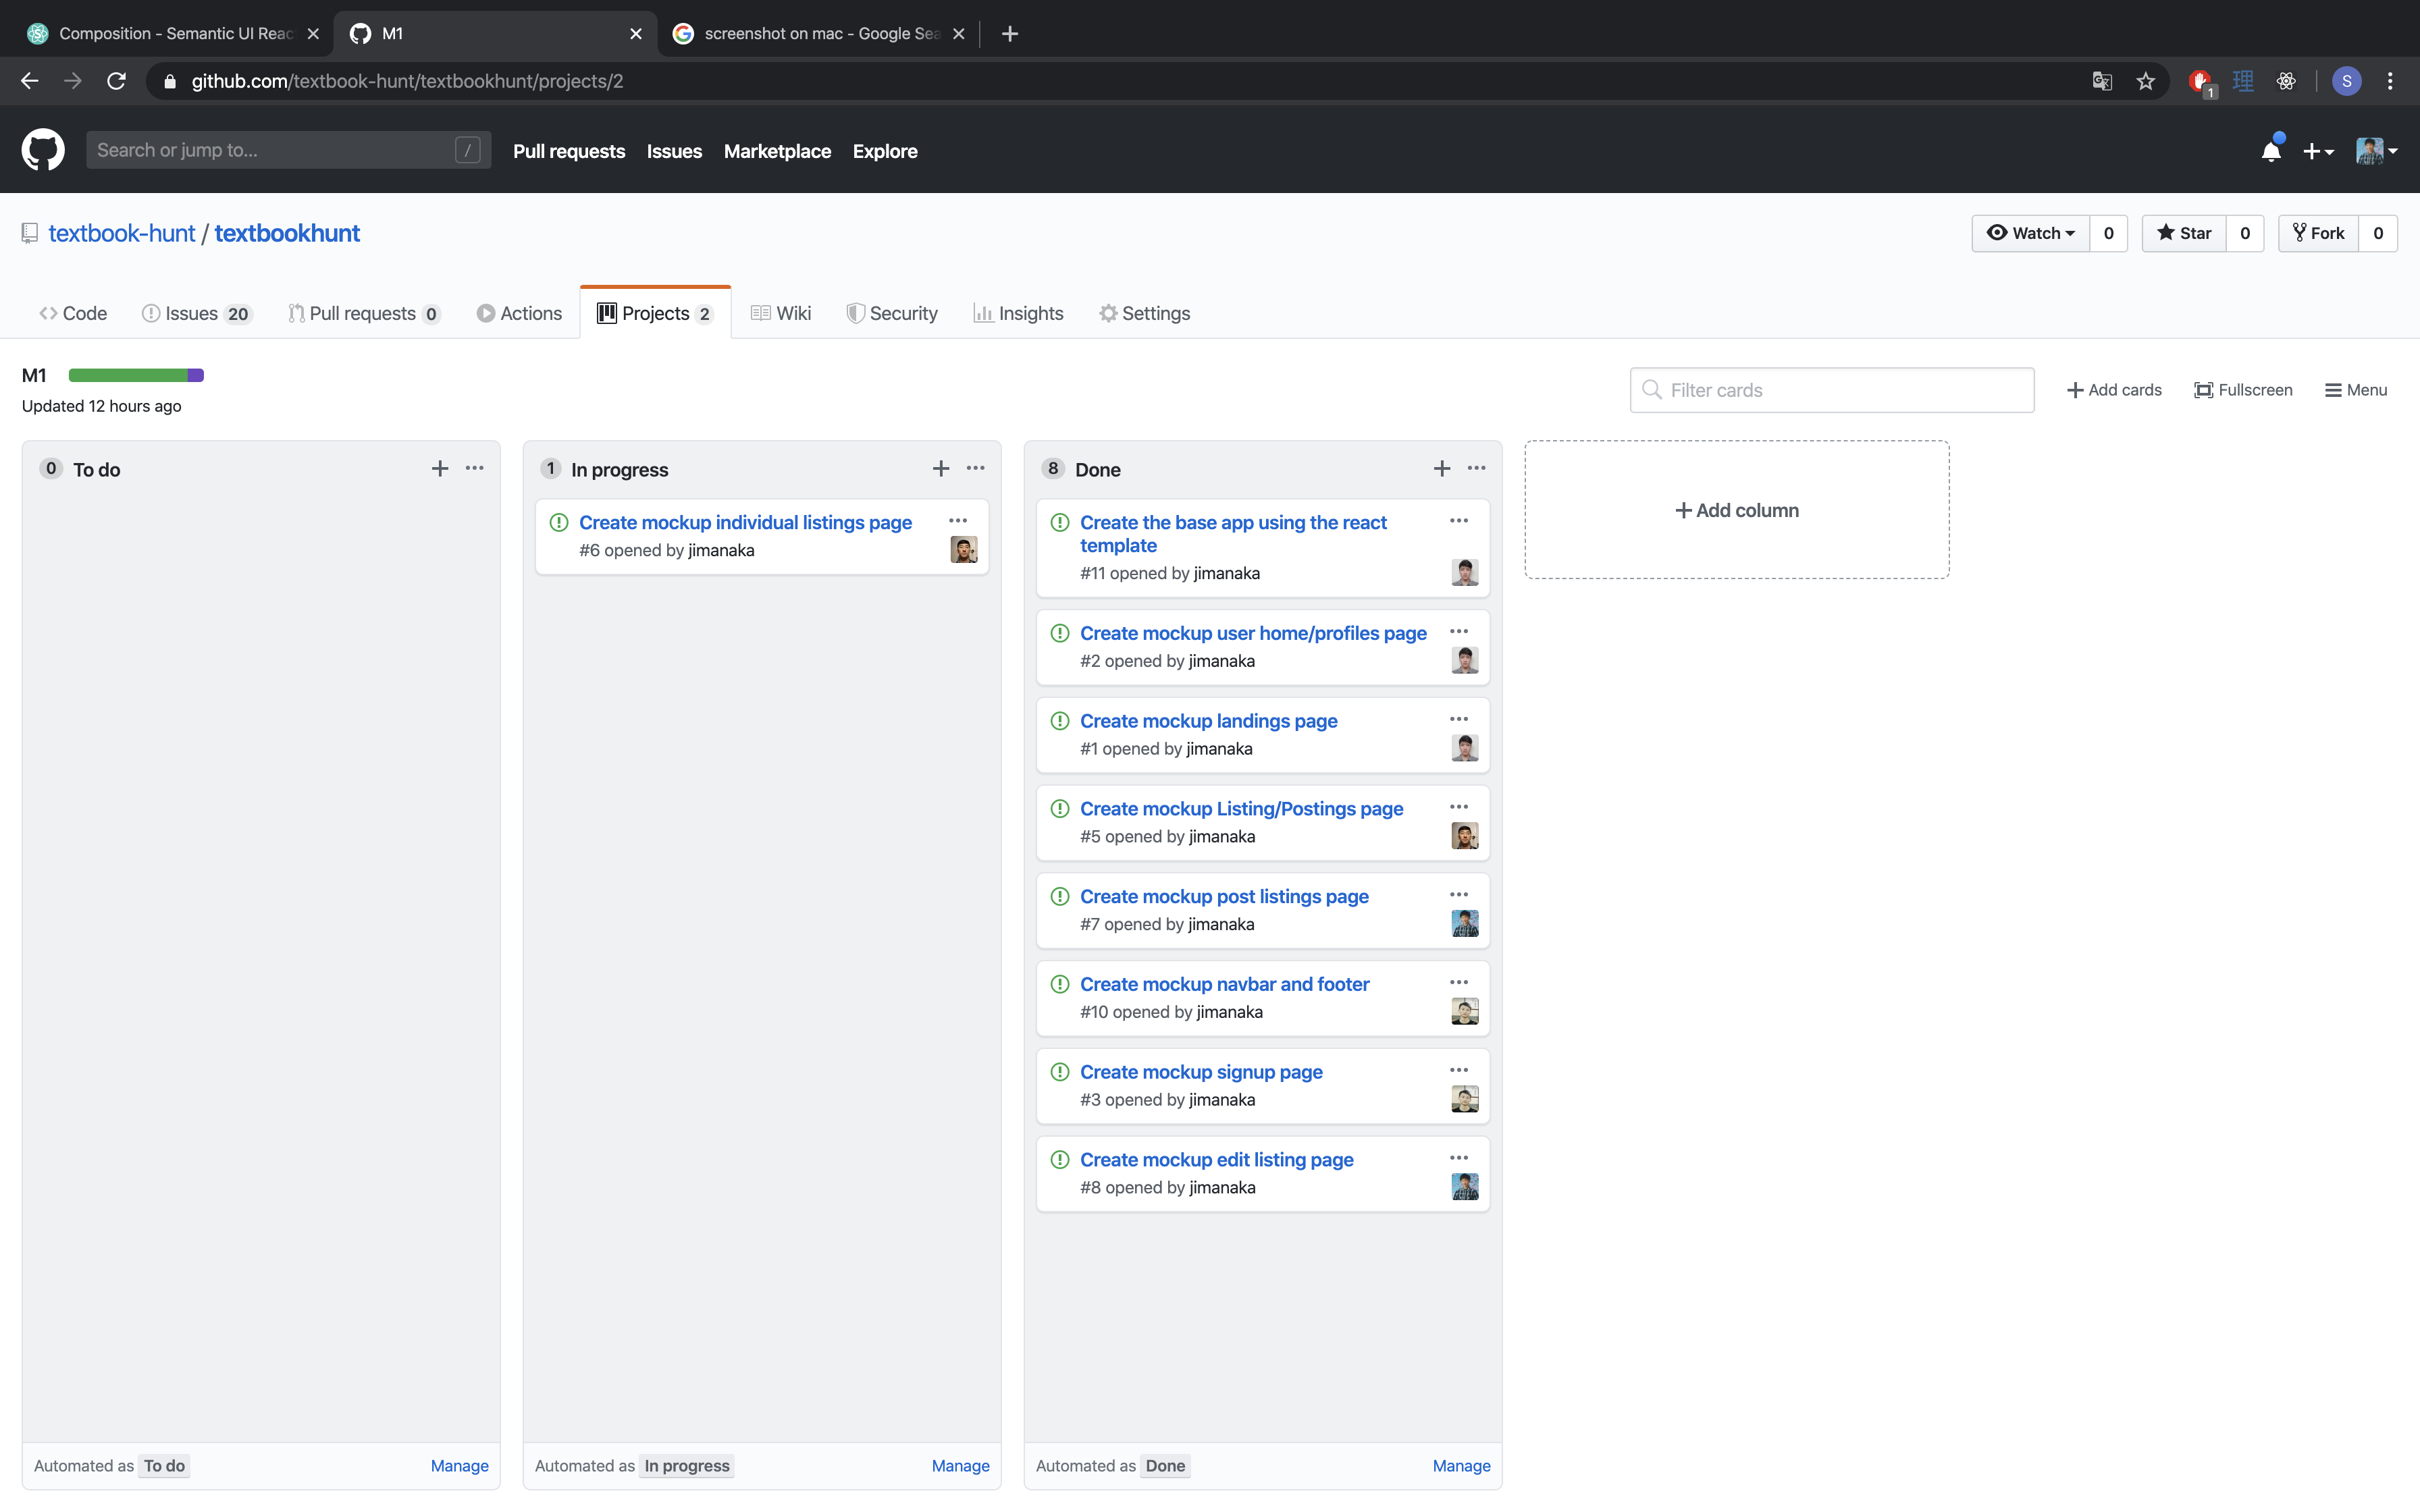 Composition - Semantic UI Reac
M1
screenshot on mac - Google Sea
github.com/textbook-hunt/textbookhunt/projects/2
1
理
S
Search or jump to...
/
Pull requests
Issues
Marketplace
Explore
textbook-hunt / textbookhunt
Watch 0
Star 0
Fork 0
Code
Issues 20
Pull requests 0
Actions
Projects 2
Wiki
Security
Insights
Settings
M1
Updated 12 hours ago
Filter cards
Add cards
Fullscreen
Menu
0 To do
Automated as To do
Manage
1 In progress
Create mockup individual listings page
#6 opened by jimanaka
Automated as In progress
Manage
8 Done
Create the base app using the react
template
#11 opened by jimanaka
Create mockup user home/profiles page
#2 opened by jimanaka
Create mockup landings page
#1 opened by jimanaka
Create mockup Listing/Postings page
#5 opened by jimanaka
Create mockup post listings page
#7 opened by jimanaka
Create mockup navbar and footer
#10 opened by jimanaka
Create mockup signup page
#3 opened by jimanaka
Create mockup edit listing page
#8 opened by jimanaka
Automated as Done
Manage
Add column